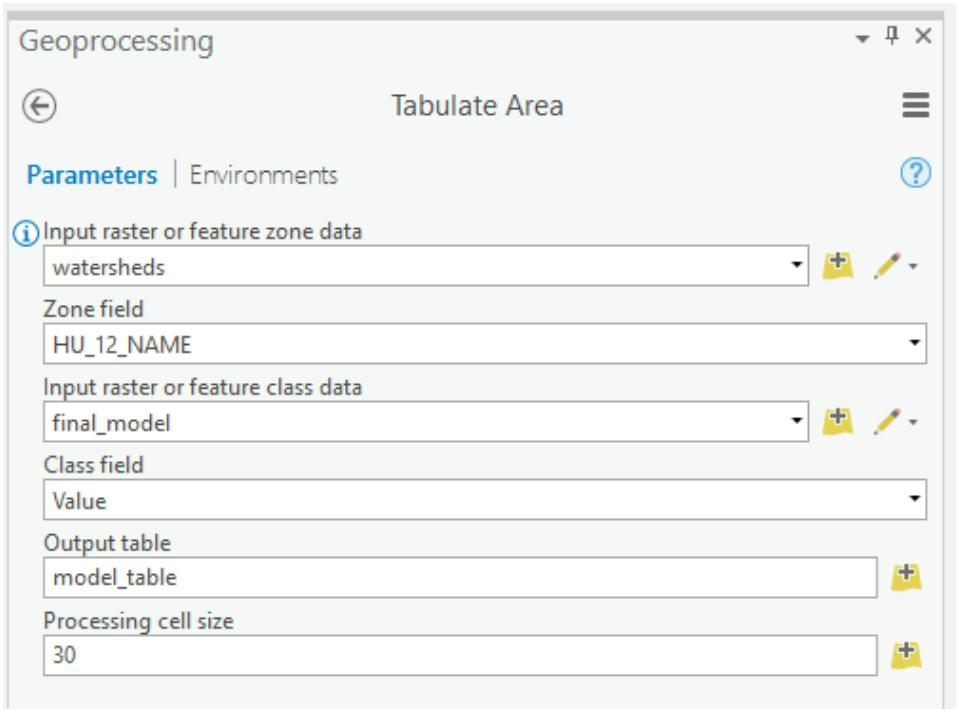 Geoprocessing
Tabulate Area
Parameters | Environments
Input raster or feature zone data
watersheds
Zone field
HU_12_NAME
Input raster or feature class data
final_model
Class field
Value
Output table
model_table
Processing cell size
30